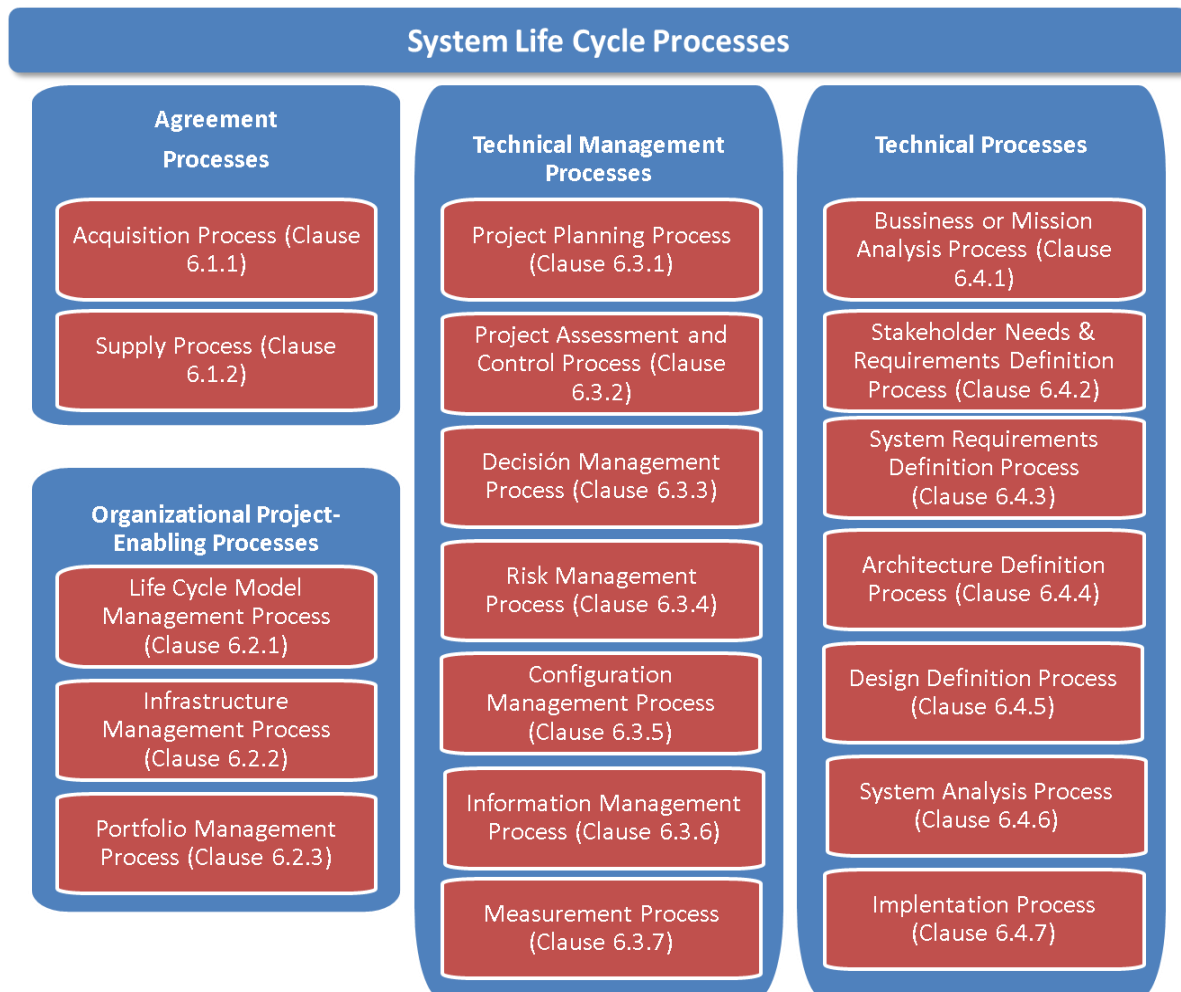 System Life Cycle Processes
Agreement
Processes
Acquisition Process (Clause
6.1.1)
Supply Process (Clause
6.1.2)
Organizational Project-
Enabling Processes
Life Cycle Model
Management Process
(Clause 6.2.1)
Infrastructure
Management Process
(Clause 6.2.2)
Portfolio Management
Process (Clause 6.2.3)
Technical Management
Processes
Project Planning Process
(Clause 6.3.1)
Project Assessment and
Control Process (Clause
6.3.2)
Decisión Management
Process (Clause 6.3.3)
Risk Management
Process (Clause 6.3.4)
Configuration
Management Process
(Clause 6.3.5)
Information Management
Process (Clause 6.3.6)
Measurement Process
(Clause 6.3.7)
Technical Processes
Bussiness or Mission
Analysis Process (Clause
6.4.1)
Stakeholder Needs &
Requirements Definition
Process (Clause 6.4.2)
System Requirements
Definition Process
(Clause 6.4.3)
Architecture Definition
Process (Clause 6.4.4)
Design Definition Process
(Clause 6.4.5)
System Analysis Process
(Clause 6.4.6)
Implentation Process
(Clause 6.4.7)